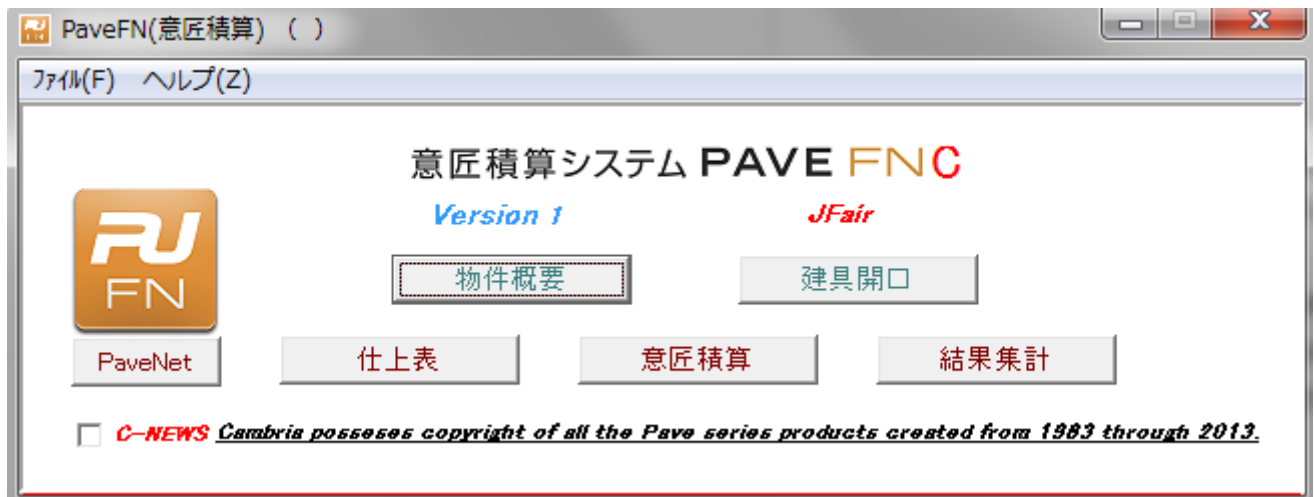 PaveFN(意匠積算) ( )
ﾌｧｲﾙ(F) ヘルプ(Z)
意匠積算システム PAVE FNC
Version 1 JFair
物件概要 建具開口
FN
PaveNet 仕上表 意匠積算 結果集計
C-NEWS Cambria posseses copyright of all the Pave series products created from 1983 through 2013.